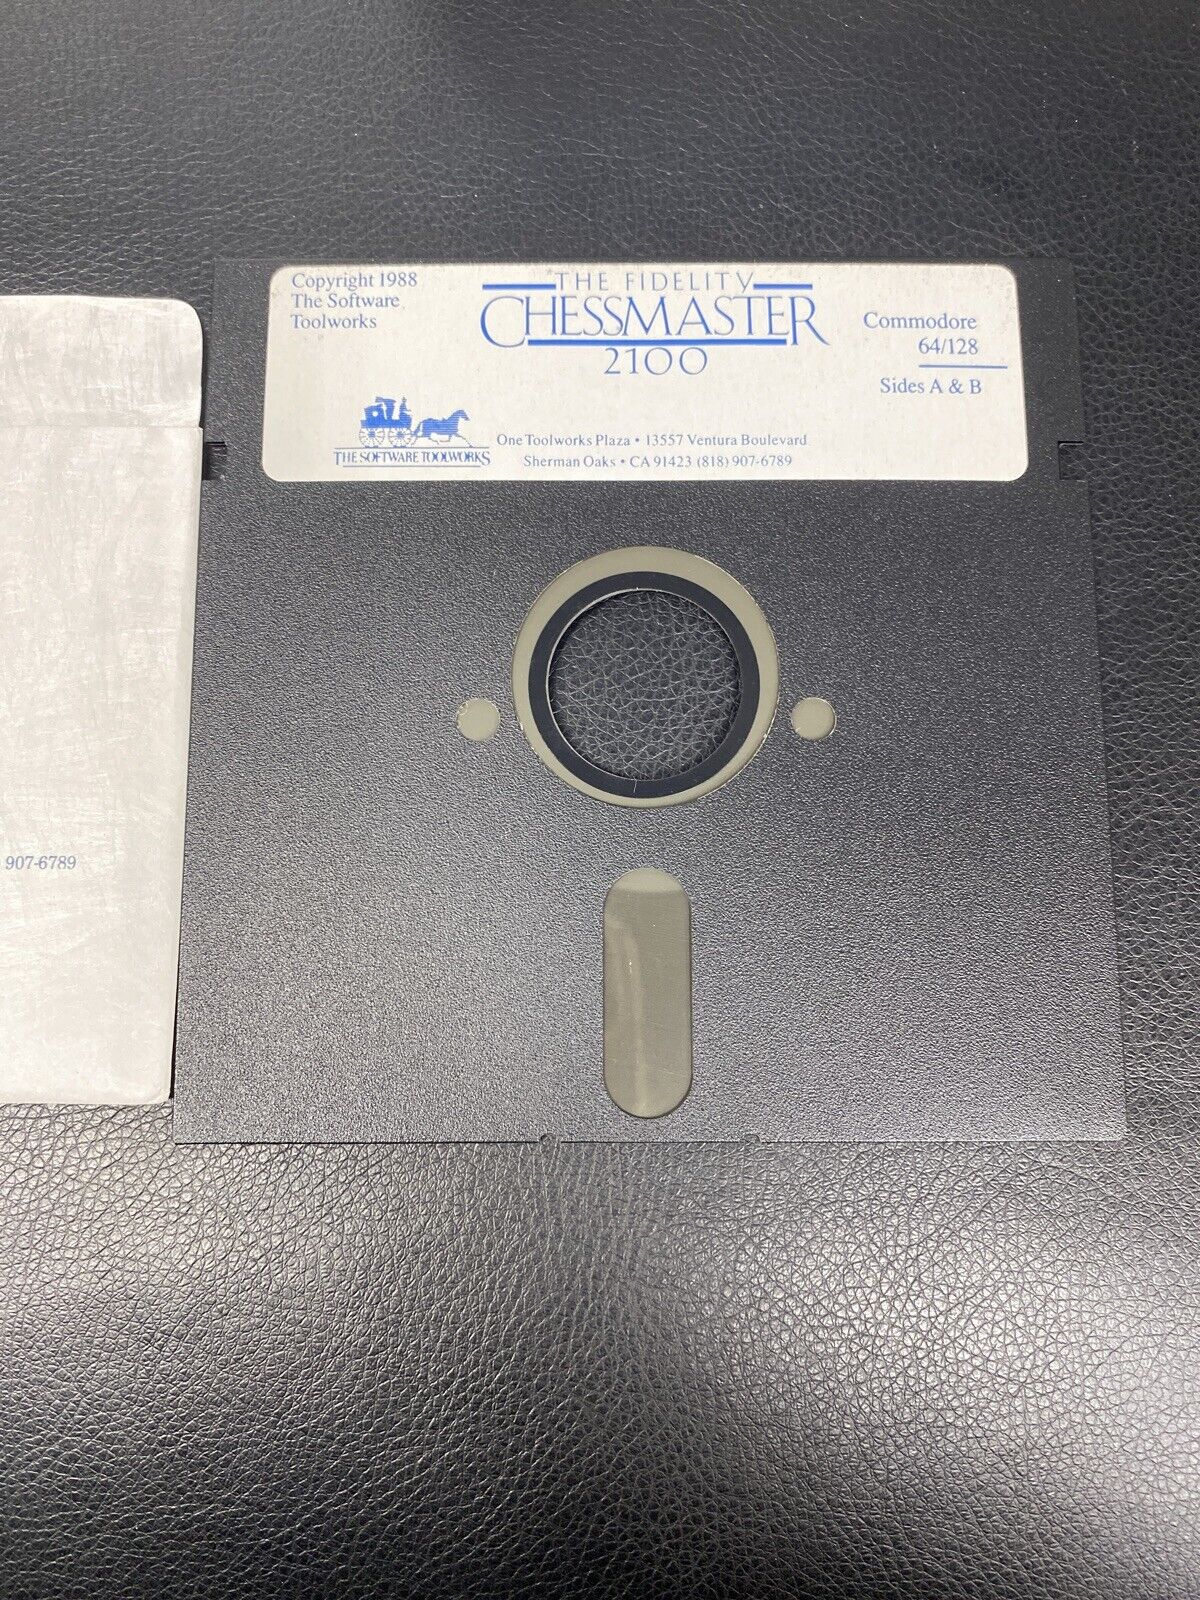 Copyright 1988
The Software
Toolworks
THE FIDELITY
CHESSMASTER
2100
Commodore
64/128
Sides A & B
THE SOFTWARE TOOLWORKS
One Toolworks Plaza • 13557 Ventura Boulevard
Sherman Oaks • CA 91423 (818) 907-6789
907-6789